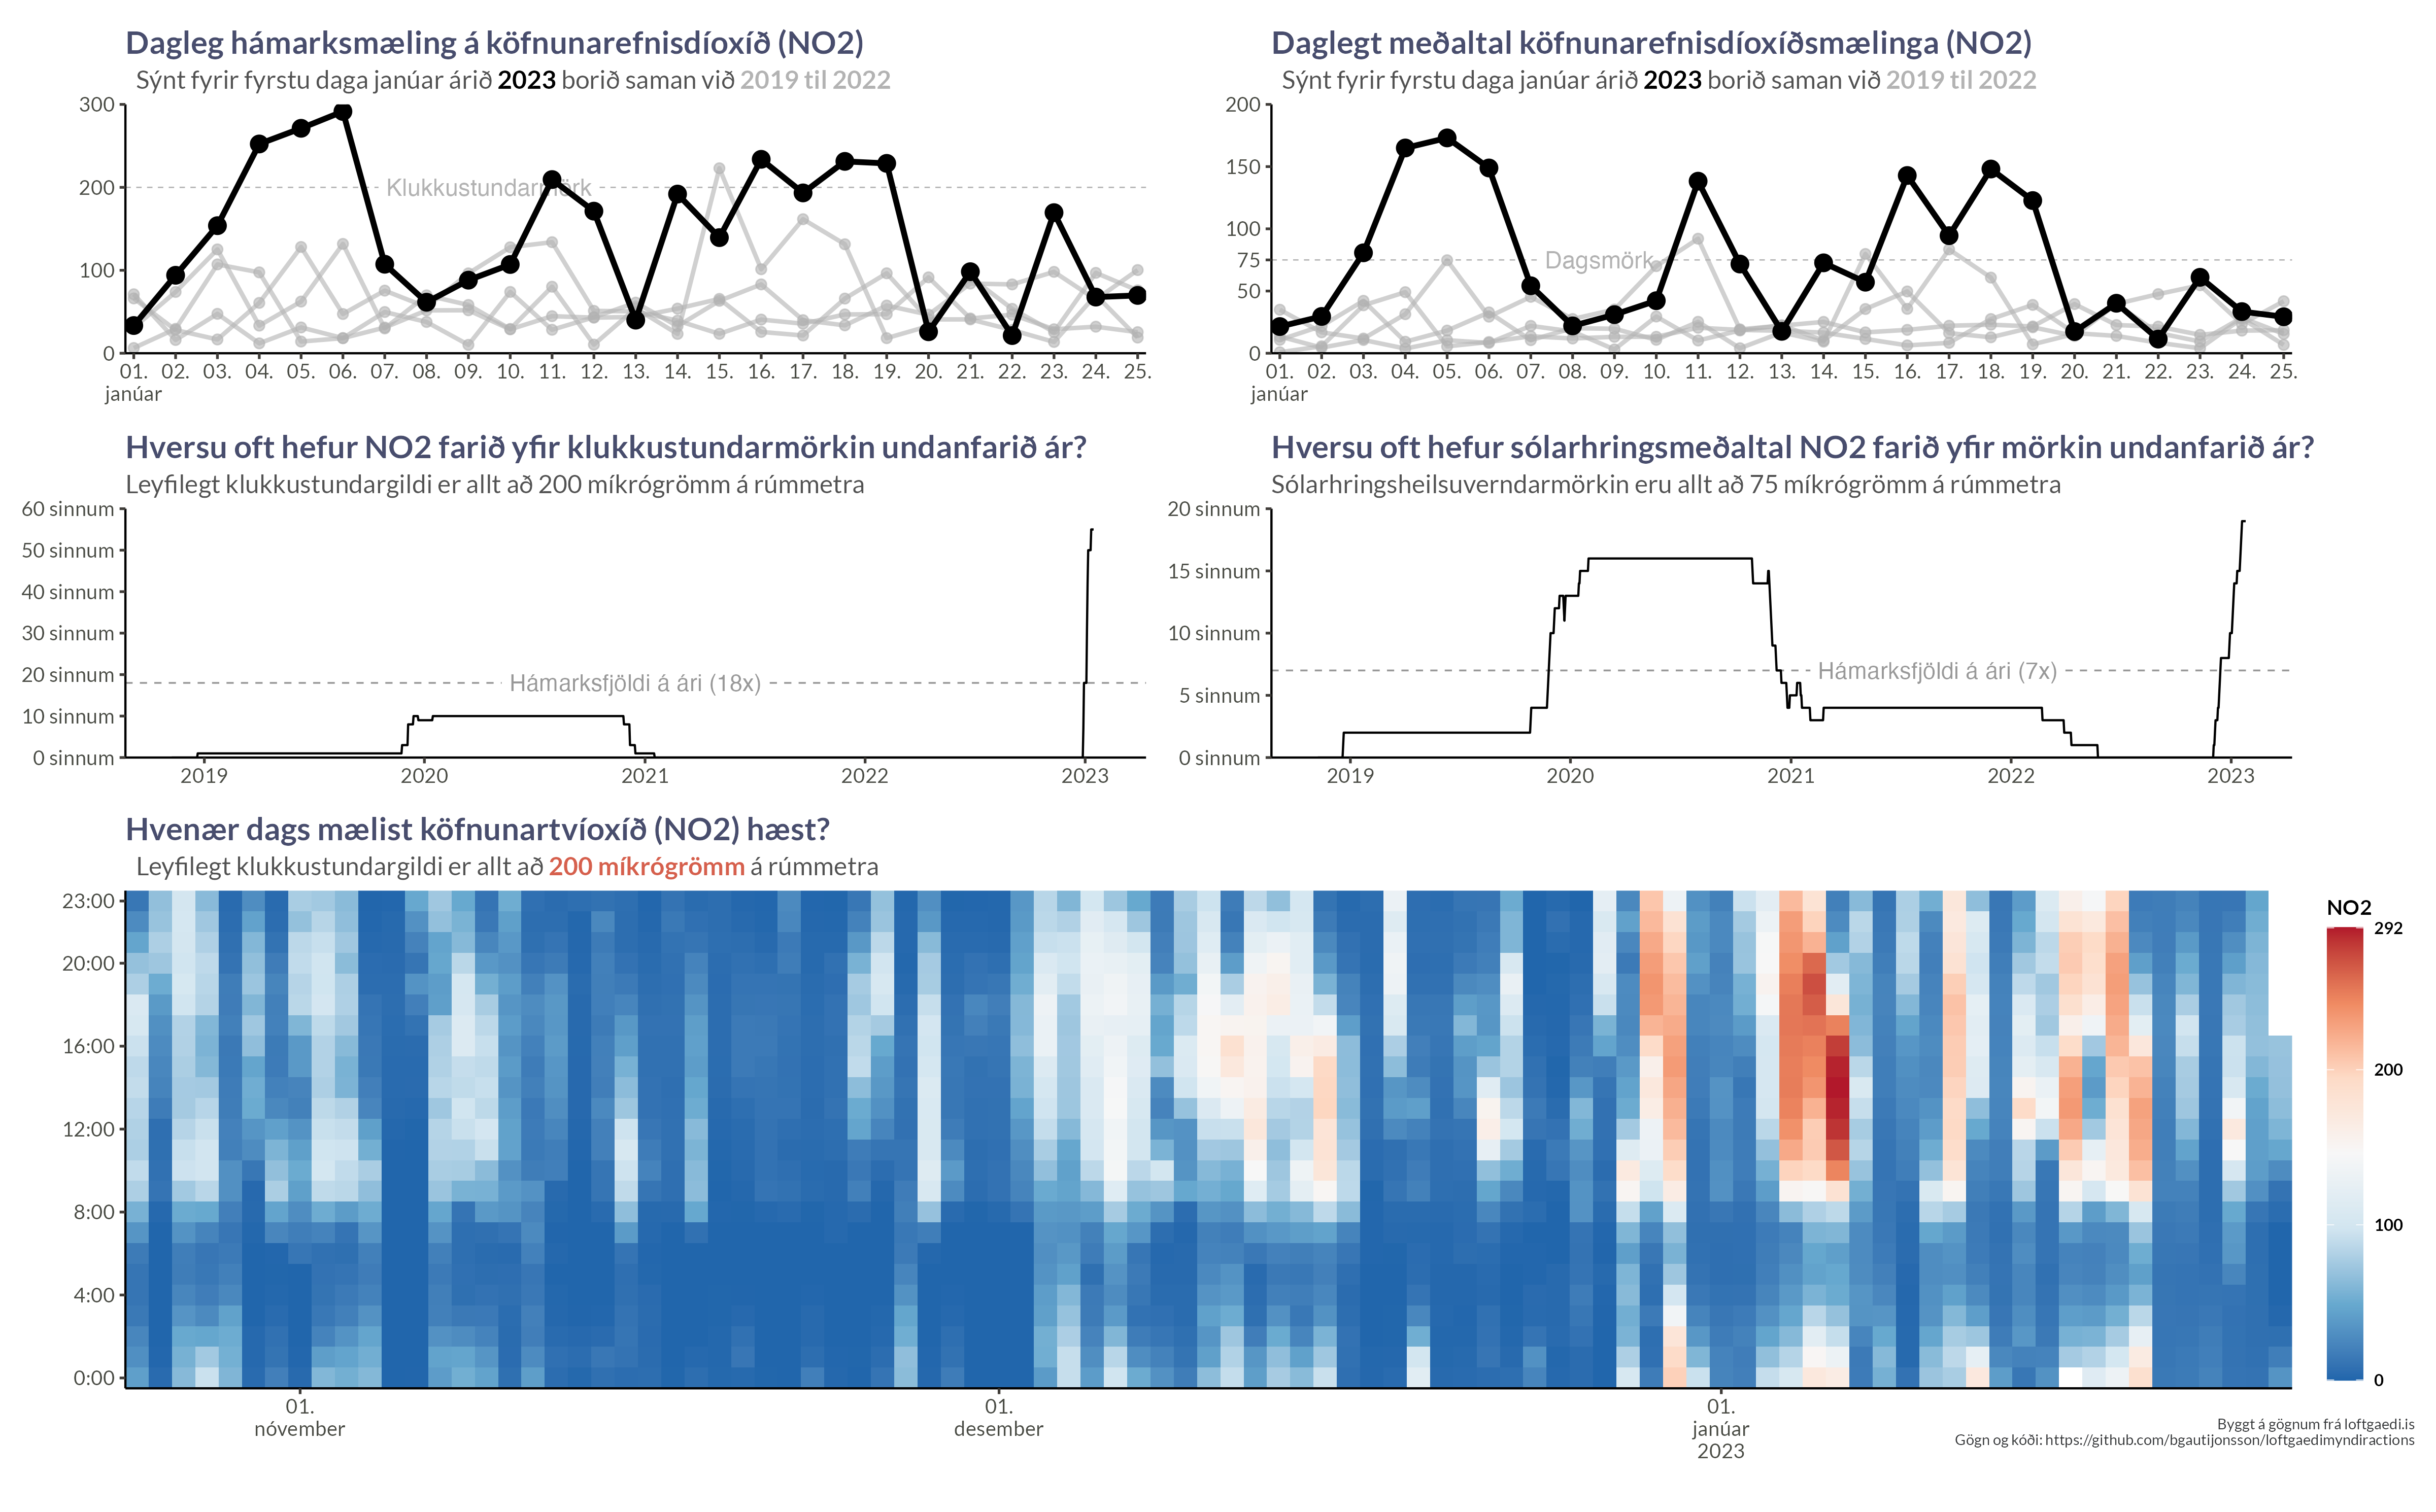 Dagleg hámarksmæling á köfnunarefnisdíoxíð (NO2)
Sýnt fyrir fyrstu daga janúar árið 2023 borið saman við 2019 til 2022
300
200
100
0
Klukkustundarmörk
01. 02. 03. 04. 05. 06. 07. 08. 09. 10. 11. 12. 13. 14. 15. 16. 17. 18. 19. 20. 21. 22. 23. 24. 25.
janúar
Daglegt meðaltal köfnunarefnisdíoxíðsmælinga (NO2)
Sýnt fyrir fyrstu daga janúar árið 2023 borið saman við 2019 til 2022
200
150
100
75
50
0
Dagsmörk
01. 02. 03. 04. 05. 06. 07. 08. 09. 10. 11. 12. 13. 14. 15. 16. 17. 18. 19. 20. 21. 22. 23. 24. 25.
janúar
Hversu oft hefur NO2 farið yfir klukkustundarmörkin undanfarið ár?
Leyfilegt klukkustundargildi er allt að 200 míkrógrömm á rúmmetra
60 sinnum
50 sinnum
40 sinnum
30 sinnum
20 sinnum
10 sinnum
0 sinnum
Hámarksfjöldi á ári (18x)
2019 2020 2021 2022 2023
Hversu oft hefur sólarhringsmeðaltal NO2 farið yfir mörkin undanfarið ár?
Sólarhringsheilsuverndarmörkin eru allt að 75 míkrógrömm á rúmmetra
20 sinnum
15 sinnum
10 sinnum
5 sinnum
0 sinnum
Hámarksfjöldi á ári (7x)
2019 2020 2021 2022 2023
Hvenær dags mælist köfnunartvíoxíð (NO2) hæst?
Leyfilegt klukkustundargildi er allt að 200 míkrógrömm á rúmmetra
23:00
20:00
16:00
12:00
8:00
4:00
0:00
01. 01. 01.
nóvember desember janúar
2023
NO2
292
200
100
0
Byggt á gögnum frá loftgaedi.is
Gögn og kóði: https://github.com/bgautijonsson/loftgaedimyndiractions